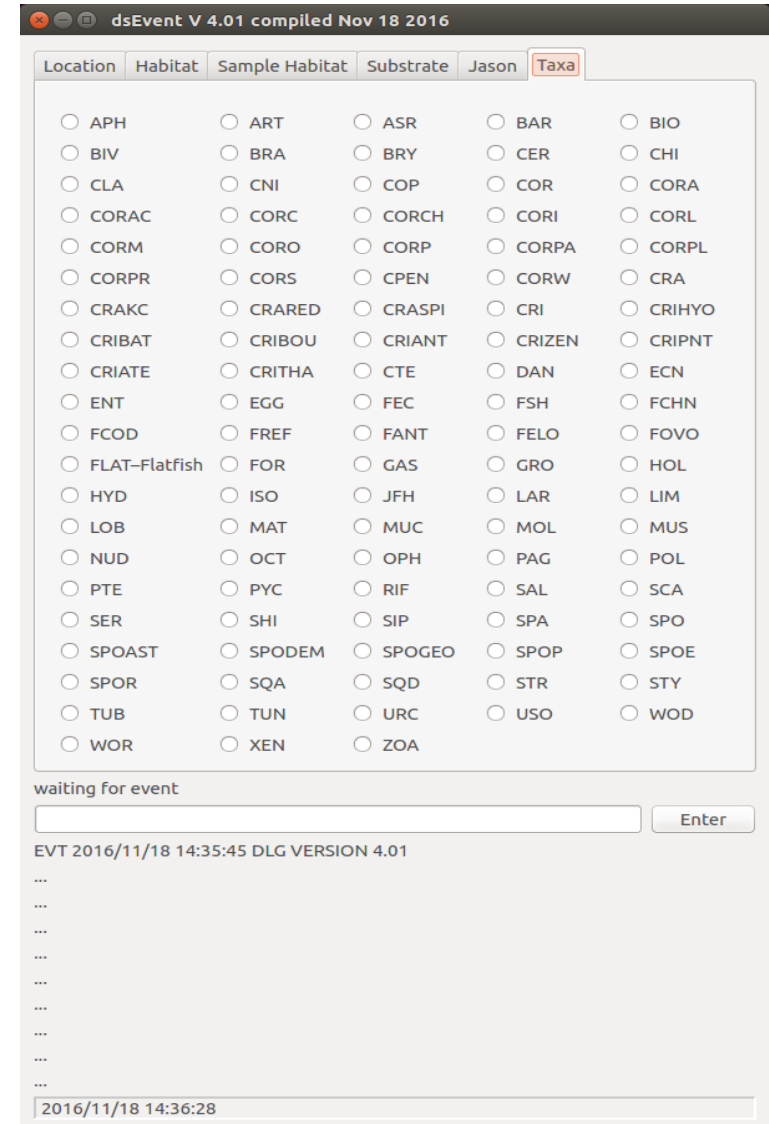 dsEvent V 4.01 compiled Nov 18 2016
Location Habitat Sample Habitat Substrate Jason Taxa
APH ART ASR BAR BIO
BIV BRA BRY CER CHI
CLA CNI COP COR CORA
CORAC CORC CORCH CORI CORL
CORM CORO CORP CORPA CORPL
CORPR CORS CPEN CORW CRA
CRAKC CRARED CRASPI CRI CRIHYO
CRIBAT CRIBOU CRIANT CRIZEN CRIPNT
CRIATE CRITHA CTE DAN ECN
ENT EGG FEC FSH FCHN
FCOD FREF FANT FELO FOVO
FLAT–Flatfish FOR GAS GRO HOL
HYD ISO JFH LAR LIM
LOB MAT MUC MOL MUS
NUD OCT OPH PAG POL
PTE PYC RIF SAL SCA
SER SHI SIP SPA SPO
SPOAST SPODEM SPOGEO SPOP SPOE
SPOR SQA SQD STR STY
TUB TUN URC USO WOD
WOR XEN ZOA
waiting for event
Enter
EVT 2016/11/18 14:35:45 DLG VERSION 4.01
...
...
...
...
...
...
...
...
...
2016/11/18 14:36:28